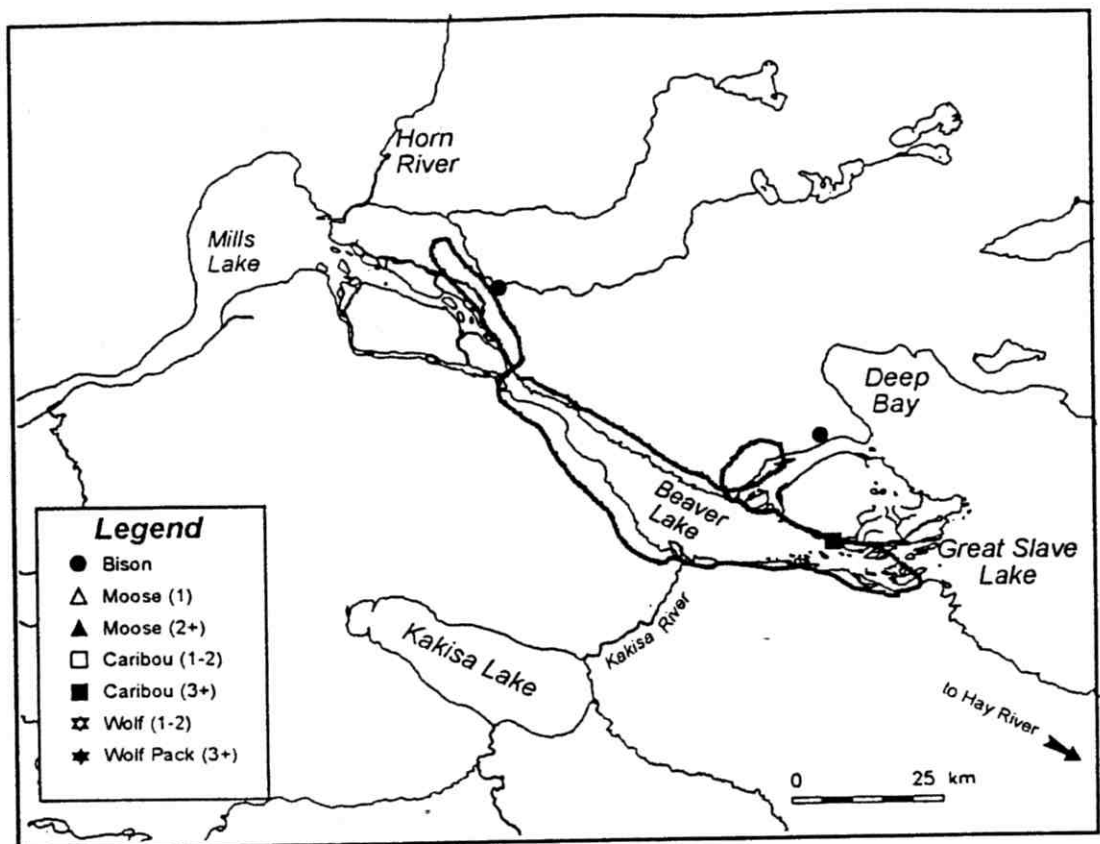 Horn
River
Mills
Lake
Deep
Bay
Beaver
Lake
Great Slave
Lake
Kakisa River
Kakisa Lake
to Hay River
0 25 km
Legend
Bison
Moose (1)
Moose (2+)
Caribou (1-2)
Caribou (3+)
Wolf (1-2)
Wolf Pack (3+)